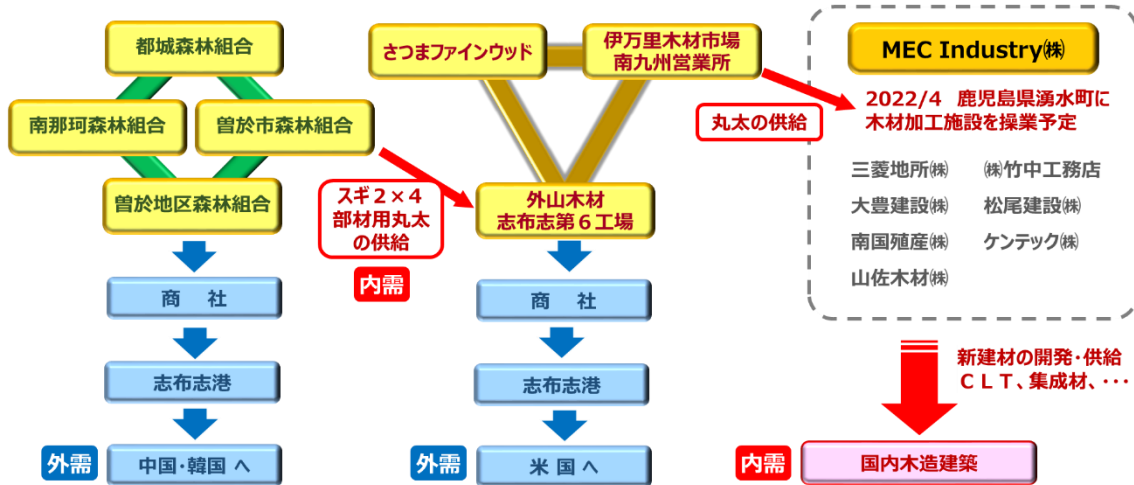 都城森林組合
南那珂森林組合
曽於市森林組合
曽於地区森林組合
商　社
志布志港
外需
中国・韓国 へ
スギ２×４
部材用丸太
の供給
内需
さつまファインウッド
伊万里木材市場
南九州営業所
外山木材
志布志第６工場
商　社
志布志港
外需
米 国 へ
丸太の供給
MEC Industry㈱
2022/4　鹿児島県湧水町に
木材加工施設を操業予定
三菱地所㈱　㈱竹中工務店
大豊建設㈱　松尾建設㈱
南国殖産㈱　ケンテック㈱
山佐木材㈱
新建材の開発・供給
ＣＬＴ、集成材、・・・
内需
国内木造建築